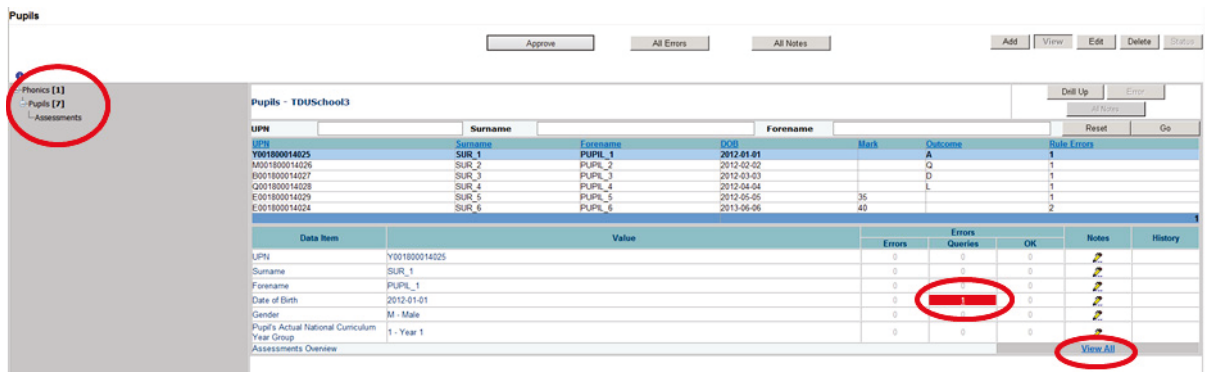 Pupils
Approve All Errors All Notes Add View Edit Delete Status
Phonics [1]
Pupils [7]
Assessments
Drill Up Error
Pupils - TDUSchool3
All Notes
UPN Surname Forename Reset Go
UPN Surname Forename DOB Mark Outcome Rule Errors
Y001800014025 SUR_1 PUPIL_1 2012-01-01 A 1
M001800014026 SUR_2 PUPIL_2 2012-02-02 Q 1
B001800014027 SUR_3 PUPIL_3 2012-03-03 D 1
Q001800014028 SUR_4 PUPIL_4 2012-04-04 L 1
E001800014029 SUR_5 PUPIL_5 2012-05-05 35 1
E001800014024 SUR_6 PUPIL_6 2013-06-06 40 2
1
Data Item Value Errors Notes History
Errors Queries OK
UPN Y001800014025 0 0 0
Surname SUR_1 0 0 0
Forename PUPIL_1 0 0 0
Date of Birth 2012-01-01 0 1 0
Gender M - Male 0 0 0
Pupil's Actual National Curriculum
Year Group 1 - Year 1 0 0 0
Assessments Overview View All